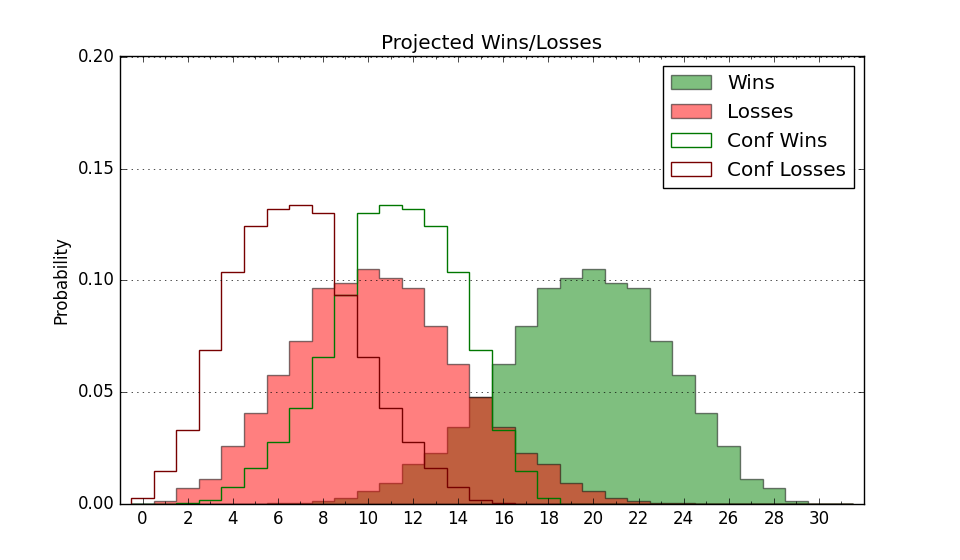 Projected Wins/Losses
0.20
0.15
0.10
0.05
0.00
Probability
Wins
Losses
Conf Wins
Conf Losses
0 2 4 6 8 10 12 14 16 18 20 22 24 26 28 30